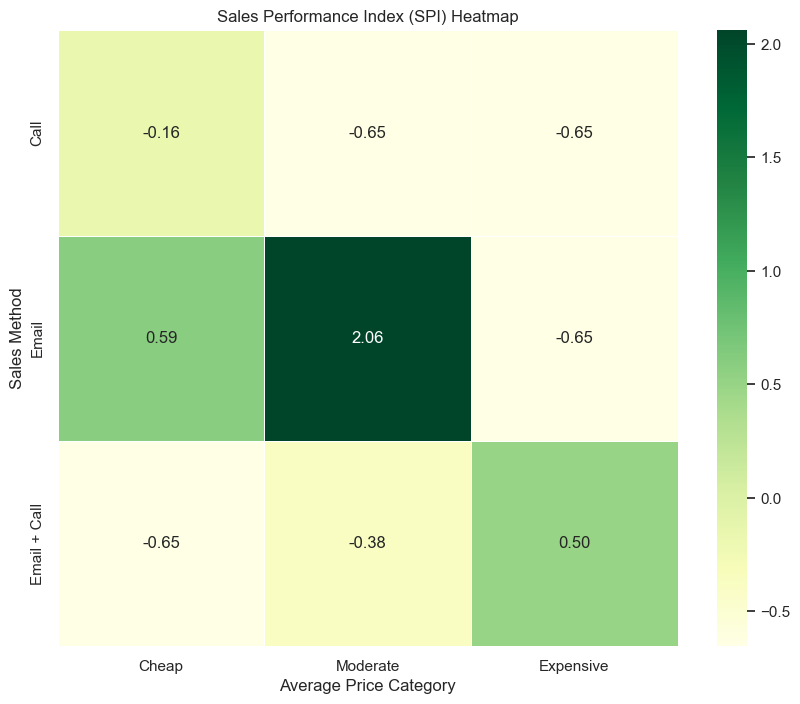 Sales Performance Index (SPI) Heatmap
Sales Method
Call
-0.16 -0.65 -0.65
Email
0.59 2.06 -0.65
Email + Call
-0.65 -0.38 0.50
Cheap Moderate Expensive
Average Price Category
2.0
1.5
1.0
0.5
0.0
−0.5